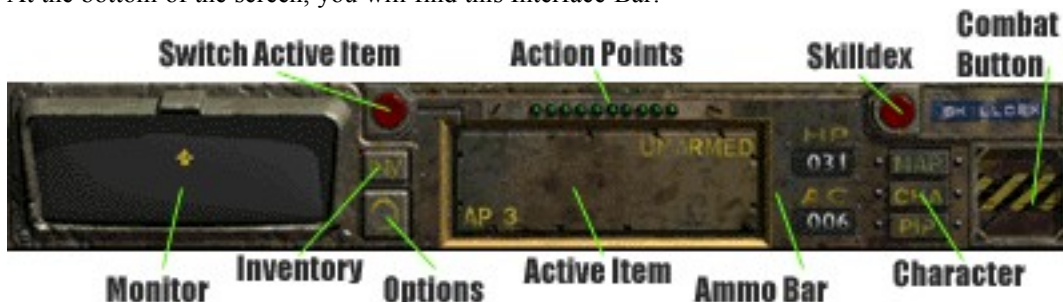 At the bottom of the screen, you will find this Interface Bar:
Combat
Switch Active Item Action Points Skilldex Button
SKILLDEX
UNARMED HP
INV 031 MAP
AC CHA
AP 3 006 PIP
Inventory Active Item Character
Monitor Options Ammo Bar